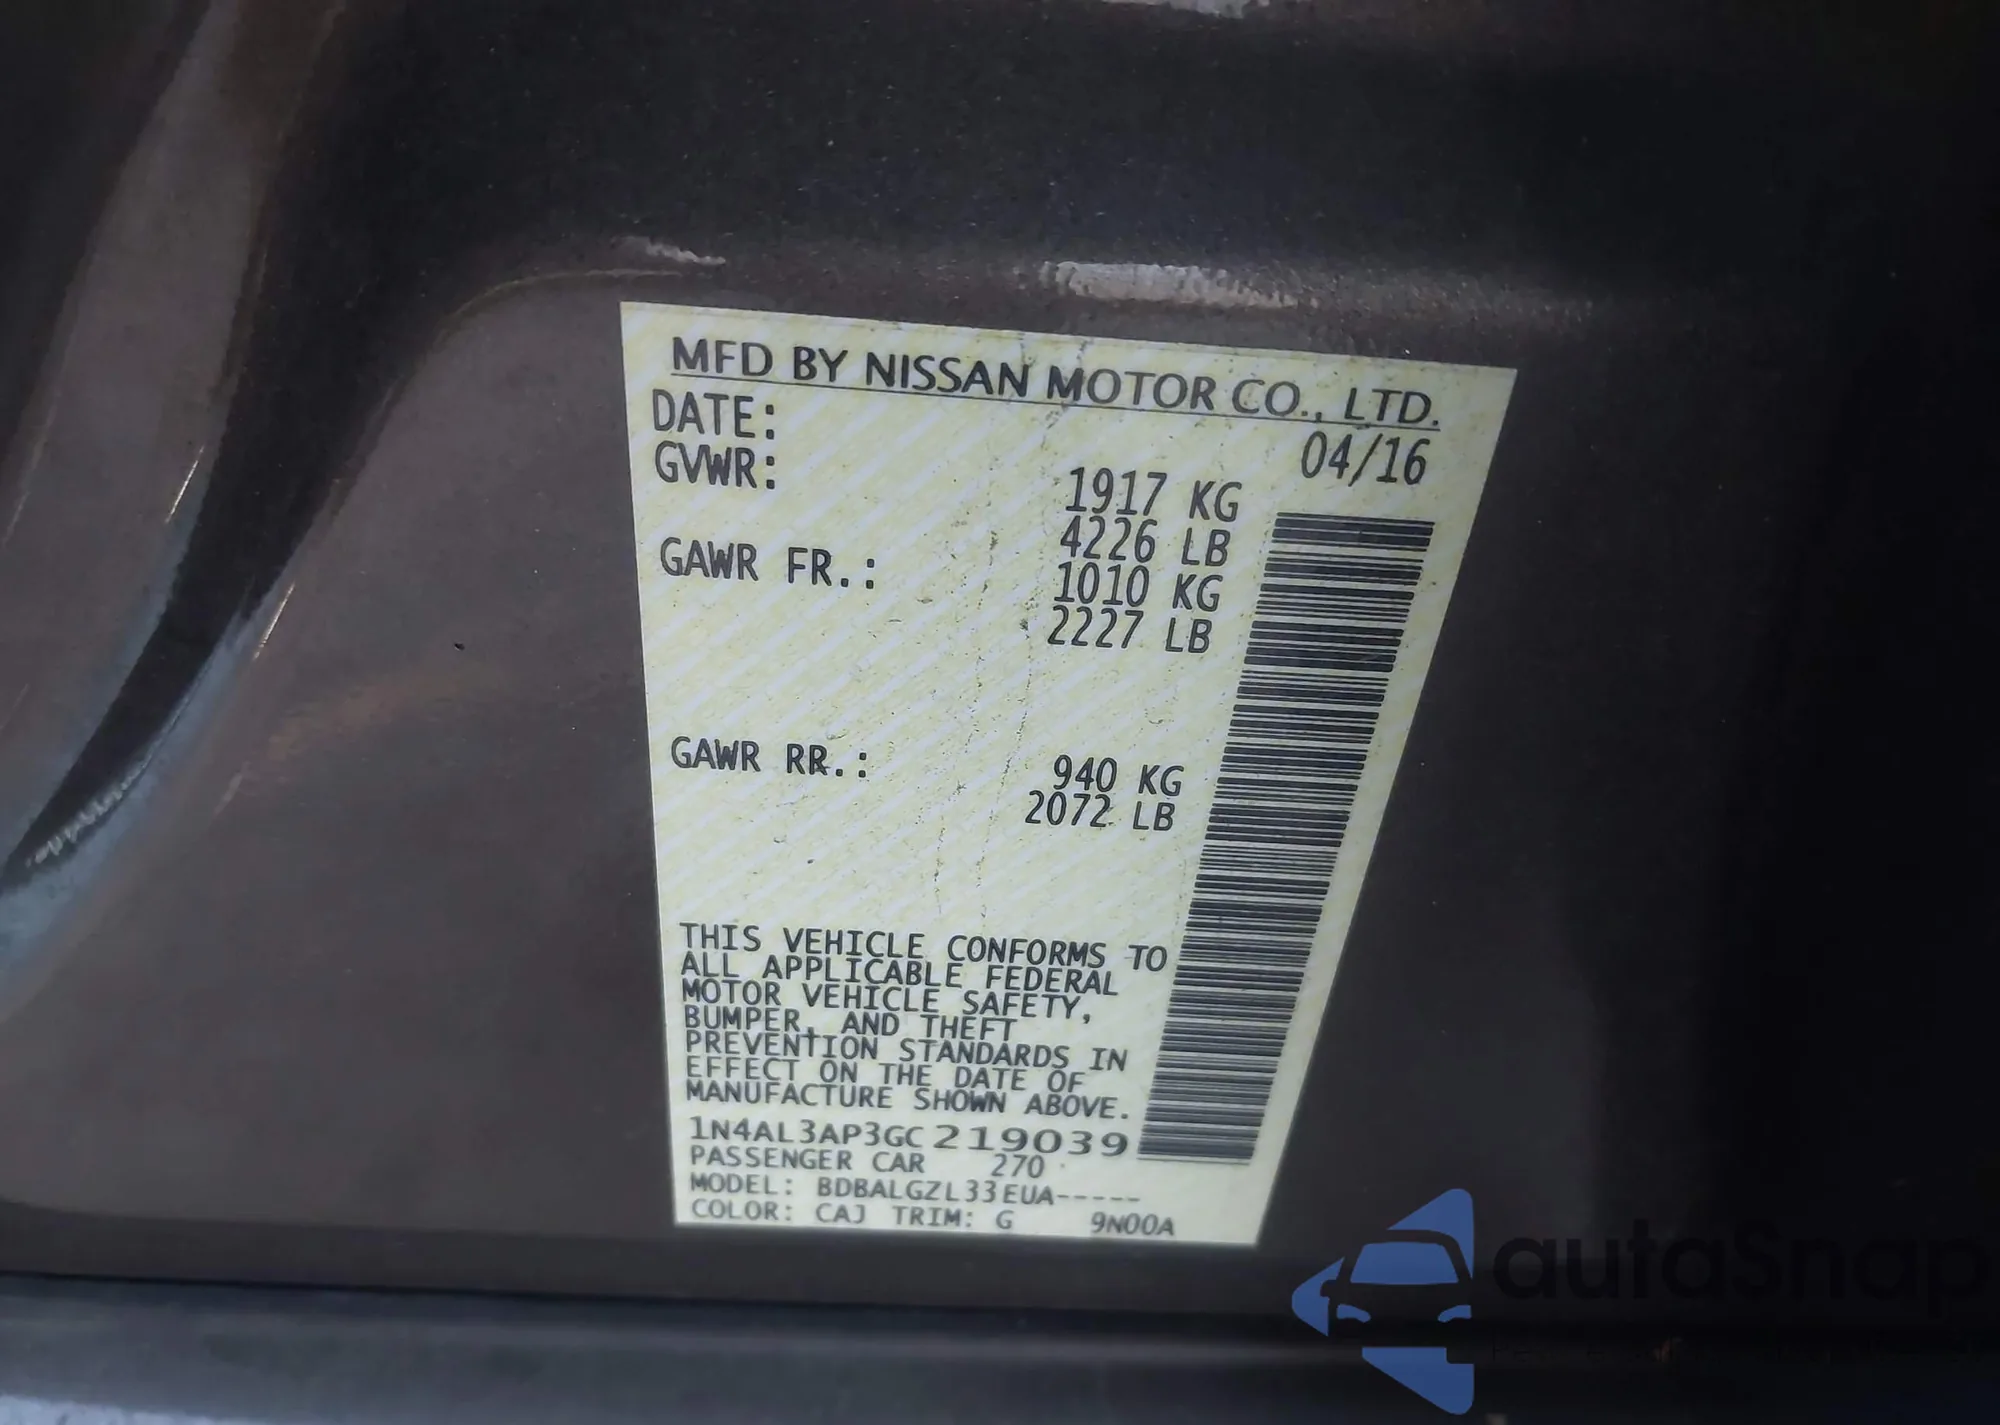 MFD BY NISSAN MOTOR CO., LTD.
DATE: 04/16
GVWR: 1917 KG
4226 LB
GAWR FR.: 1010 KG
2227 LB
GAWR RR.: 940 KG
2072 LB
THIS VEHICLE CONFORMS TO
ALL APPLICABLE FEDERAL
MOTOR VEHICLE SAFETY,
BUMPER, AND THEFT
PREVENTION STANDARDS IN
EFFECT ON THE DATE OF
MANUFACTURE SHOWN ABOVE.
1N4AL3AP3GC219039
PASSENGER CAR 270
MODEL: BDBALGZL33EUA-----
COLOR: CAJ TRIM: G 9N00A
autaSnap